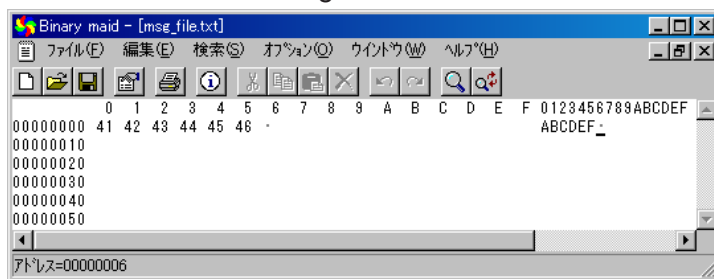 Binary maid - [msg_file.txt]
ファイル(F) 編集(E) 検索(S) オプション(O) ウインドウ(W) ヘルプ(H)
0 1 2 3 4 5 6 7 8 9 A B C D E F 0123456789ABCDEF
00000000 41 42 43 44 45 46 ABCDEF
00000010
00000020
00000030
00000040
00000050
アドレス=00000006